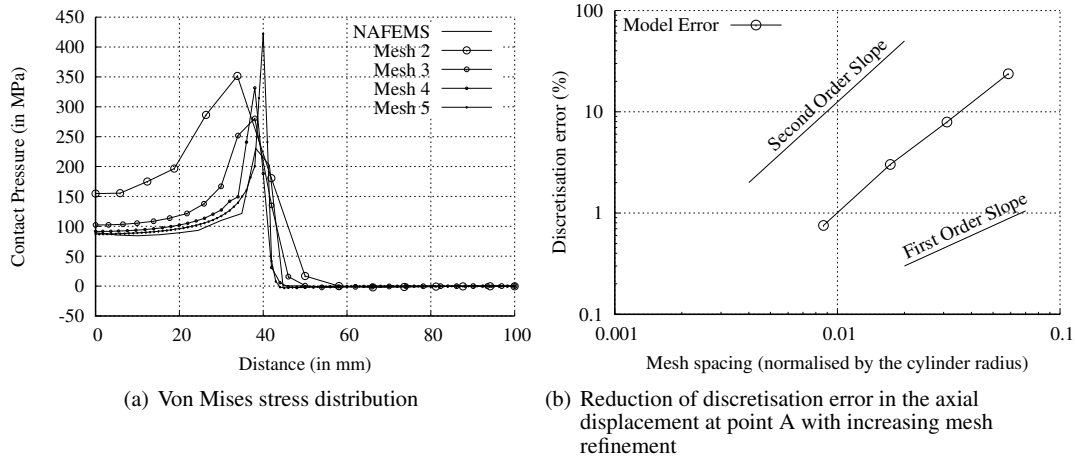 Contact Pressure (in MPa)
450
400
350
300
250
200
150
100
50
0
-50
0
20
40
60
80
100
Distance (in mm)
NAFEMS
Mesh 2
Mesh 3
Mesh 4
Mesh 5
(a) Von Mises stress distribution
Discretisation error (%)
100
10
1
0.1
0.001
0.01
0.1
Mesh spacing (normalised by the cylinder radius)
Model Error
Second Order Slope
First Order Slope
(b) Reduction of discretisation error in the axial
displacement at point A with increasing mesh
refinement